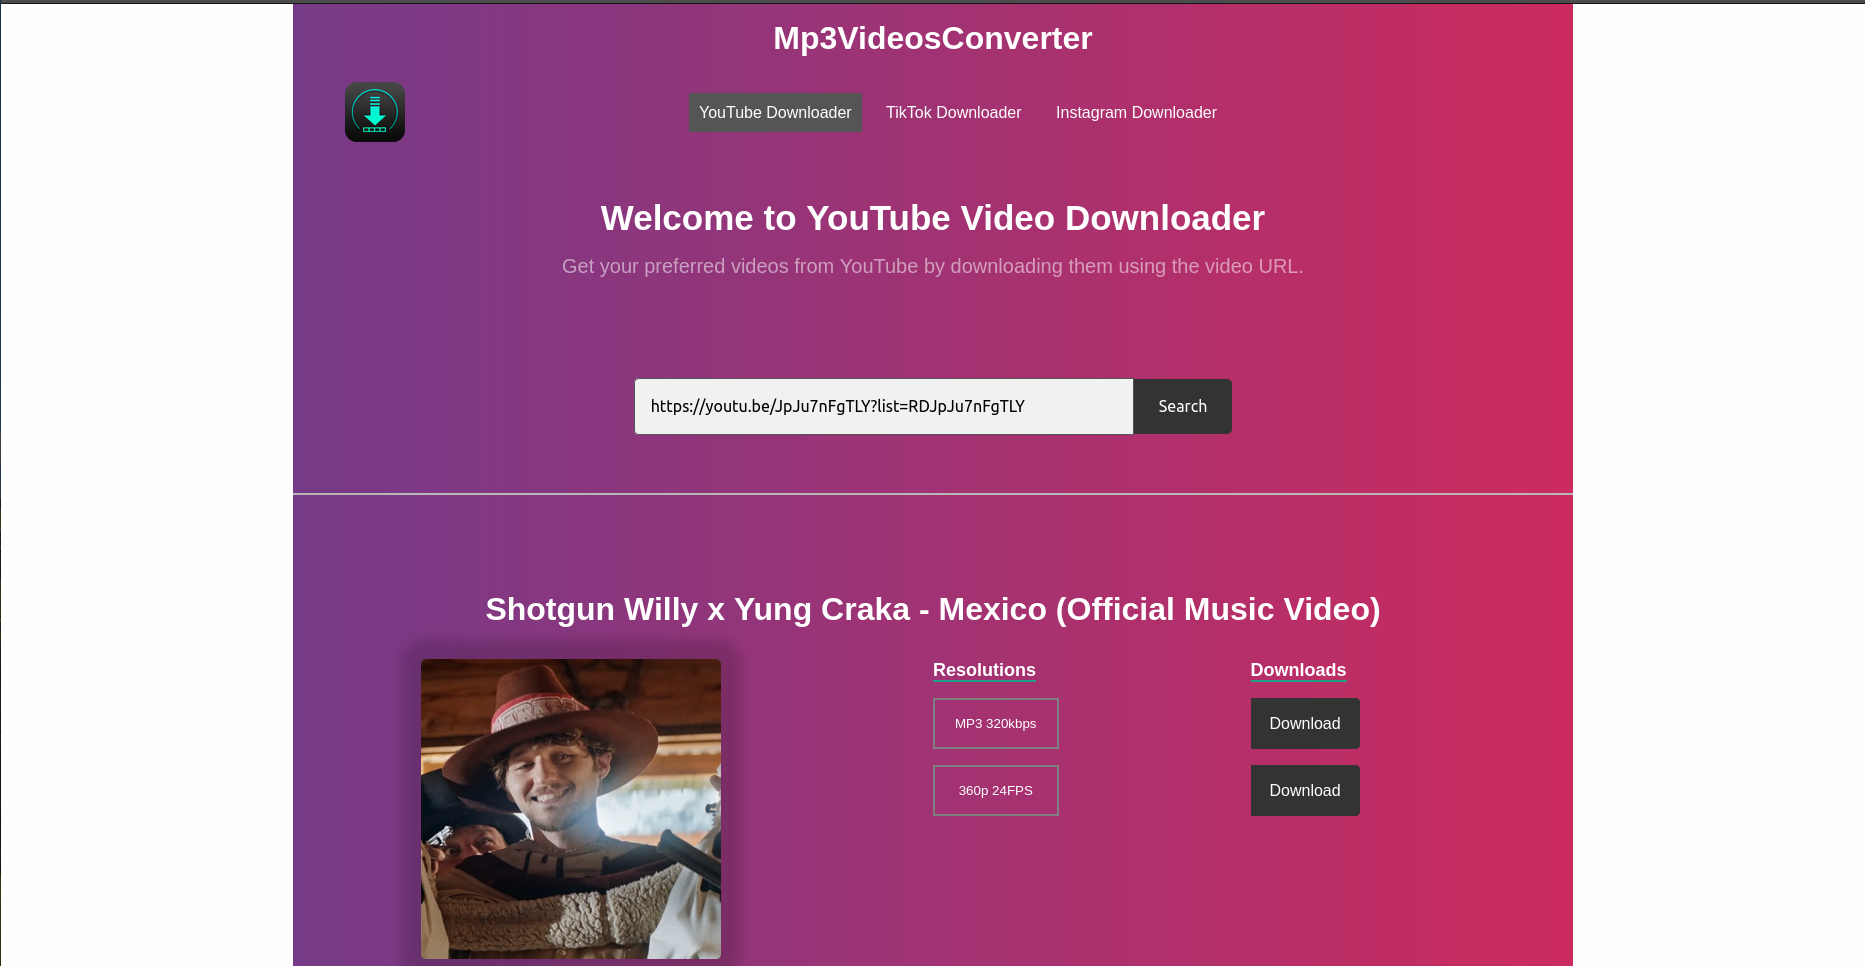 Mp3VideosConverter
YouTube Downloader TikTok Downloader Instagram Downloader
Welcome to YouTube Video Downloader
Get your preferred videos from YouTube by downloading them using the video URL.
https://youtu.be/JpJu7nFgTLY?list=RDJpJu7nFgTLY Search
Shotgun Willy x Yung Craka - Mexico (Official Music Video)
Resolutions Downloads
MP3 320kbps Download
360p 24FPS Download